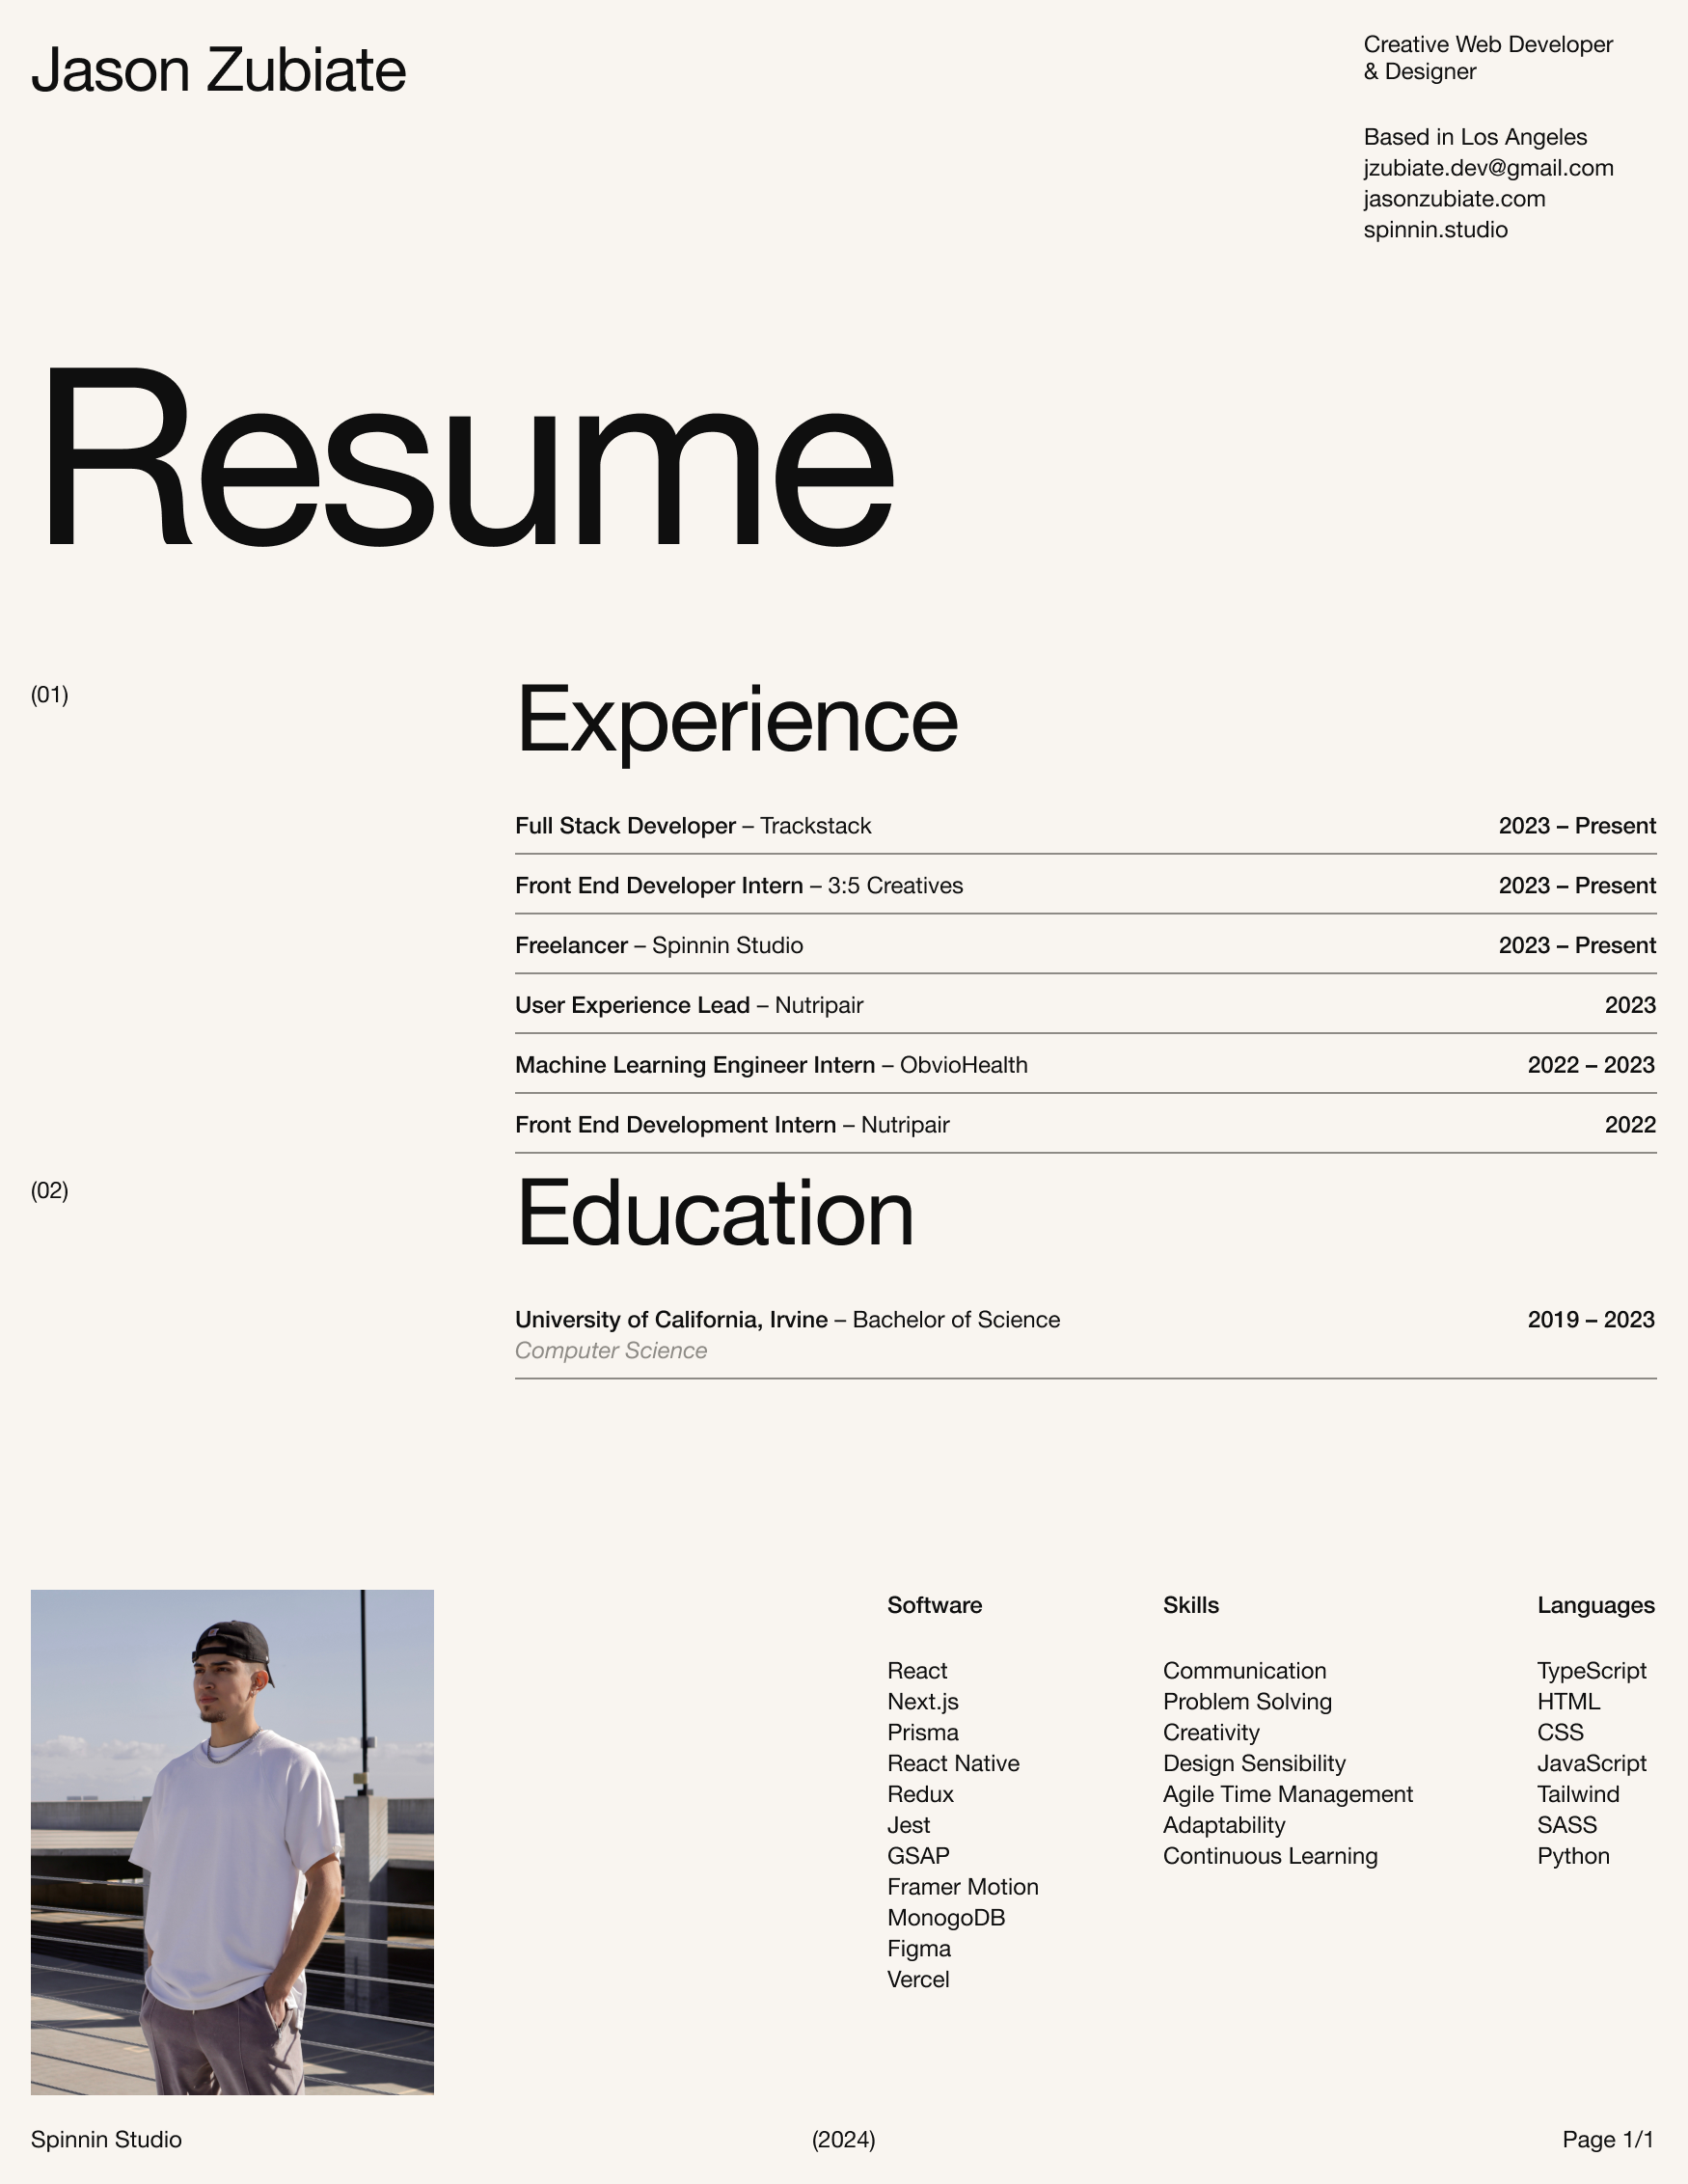 Jason Zubiate
Creative Web Developer
& Designer
Based in Los Angeles
jzubiate.dev@gmail.com
jasonzubiate.com
spinnin.studio
Resume
(01)
Experience
Full Stack Developer – Trackstack 2023 – Present
Front End Developer Intern – 3:5 Creatives 2023 – Present
Freelancer – Spinnin Studio 2023 – Present
User Experience Lead – Nutripair 2023
Machine Learning Engineer Intern – ObvioHealth 2022 – 2023
Front End Development Intern – Nutripair 2022
(02)
Education
University of California, Irvine – Bachelor of Science 2019 – 2023
Computer Science
Software
React
Next.js
Prisma
React Native
Redux
Jest
GSAP
Framer Motion
MonogoDB
Figma
Vercel
Skills
Communication
Problem Solving
Creativity
Design Sensibility
Agile Time Management
Adaptability
Continuous Learning
Languages
TypeScript
HTML
CSS
JavaScript
Tailwind
SASS
Python
Spinnin Studio
(2024)
Page 1/1